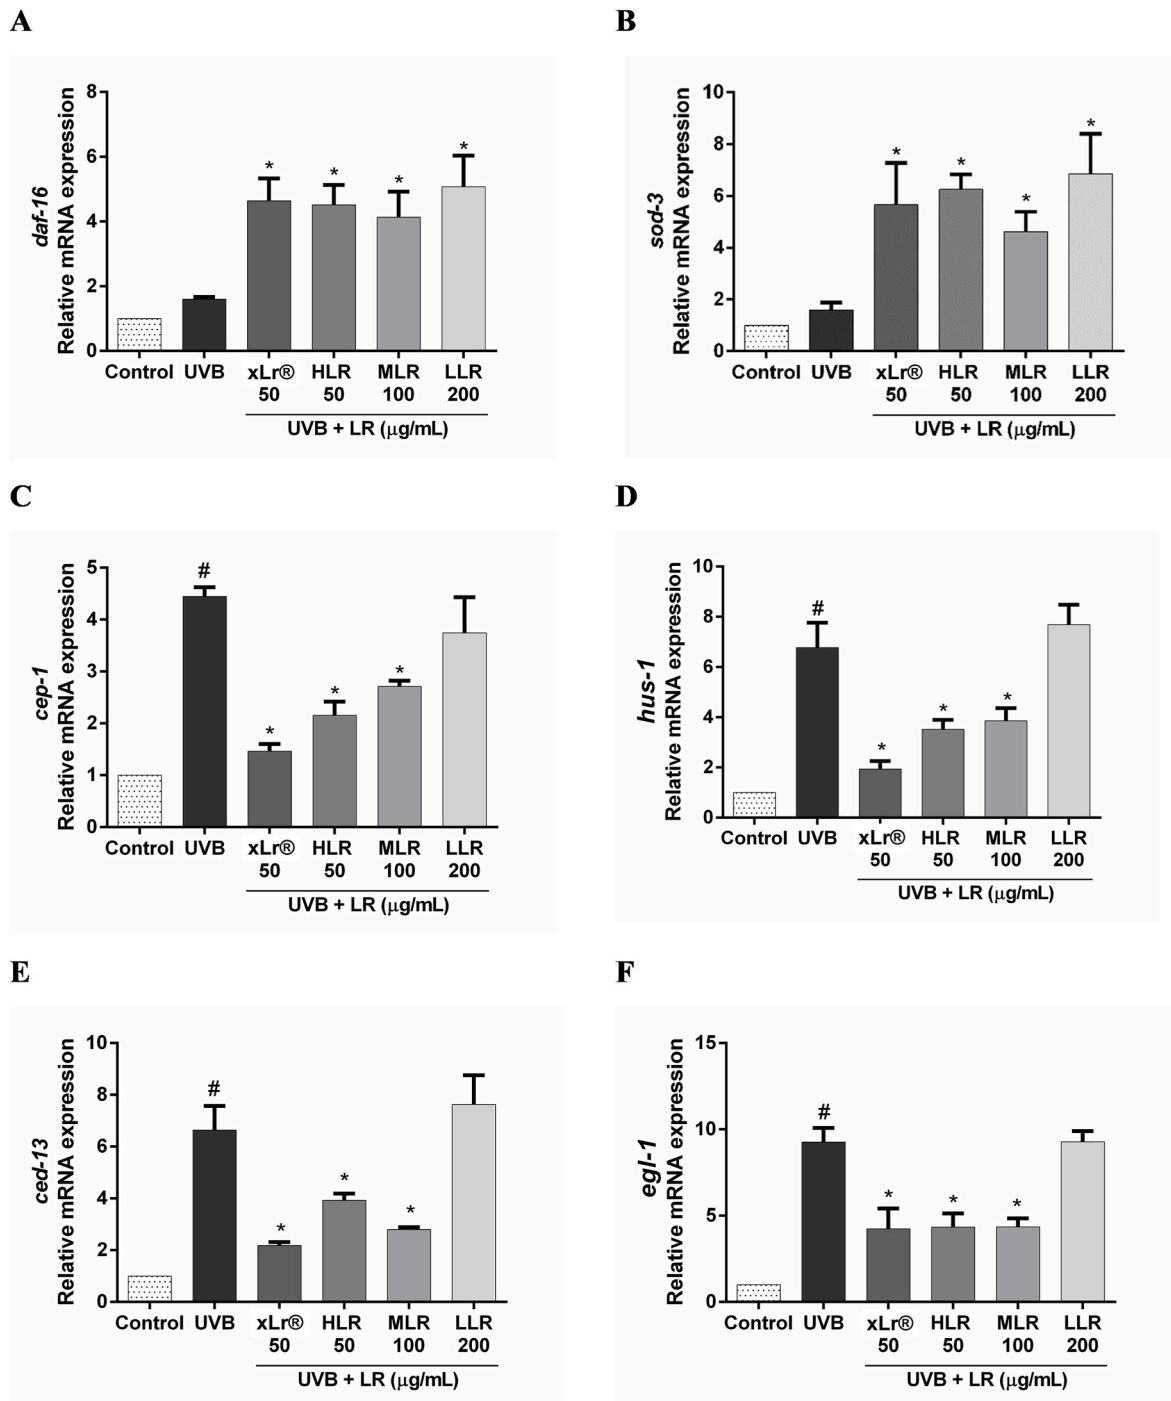 A
daf-16
Relative mRNA expression
8
6
4
2
0
* * * *
Control UVB xLr® HLR MLR LLR
50 50 100 200
UVB + LR (μg/mL)
B
sod-3
Relative mRNA expression
10
8
6
4
2
0
* * * *
Control UVB xLr® HLR MLR LLR
50 50 100 200
UVB + LR (μg/mL)
C
cep-1
Relative mRNA expression
5
4
3
2
1
0
# * * *
Control UVB xLr® HLR MLR LLR
50 50 100 200
UVB + LR (μg/mL)
D
hus-1
Relative mRNA expression
10
8
6
4
2
0
# * * *
Control UVB xLr® HLR MLR LLR
50 50 100 200
UVB + LR (μg/mL)
E
ced-13
Relative mRNA expression
10
8
6
4
2
0
# * * *
Control UVB xLr® HLR MLR LLR
50 50 100 200
UVB + LR (μg/mL)
F
egl-1
Relative mRNA expression
15
10
5
0
# * * *
Control UVB xLr® HLR MLR LLR
50 50 100 200
UVB + LR (μg/mL)